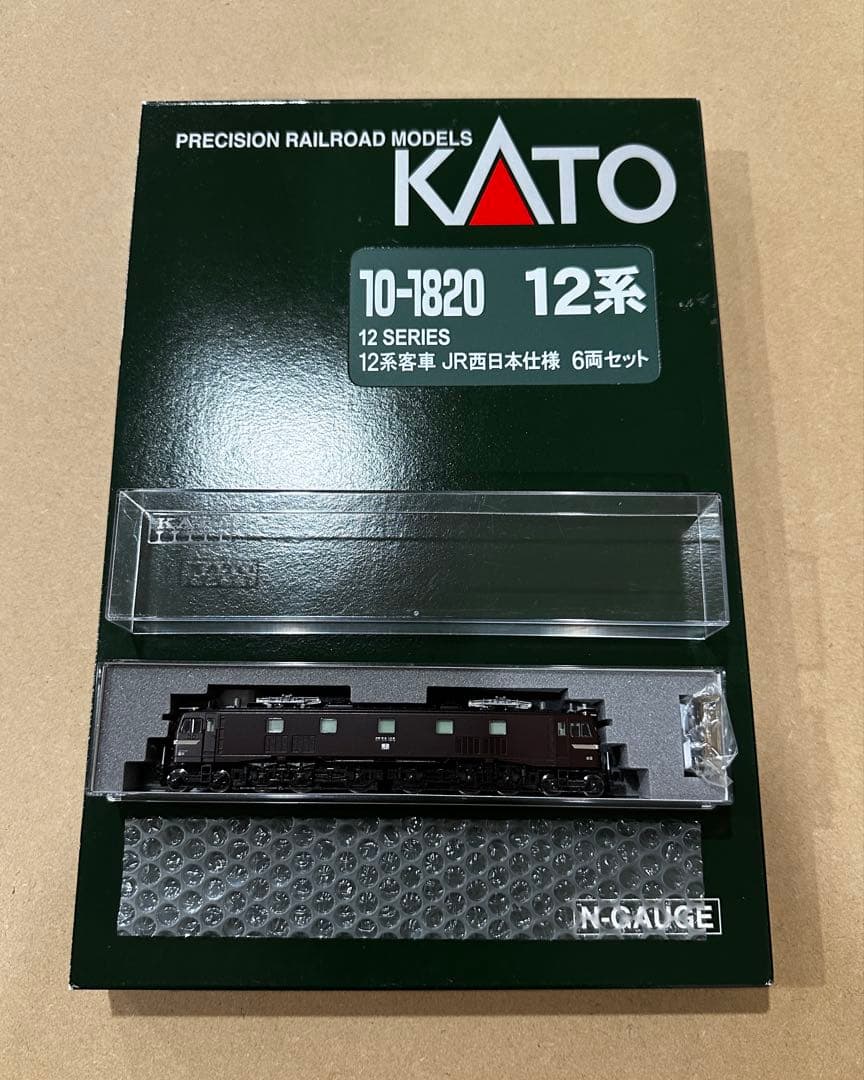 PRECISION RAILROAD MODELS
KATO
10-1820 12系
12 SERIES
12系客車 JR西日本仕様 6両セット
KATO
N-GAUGE